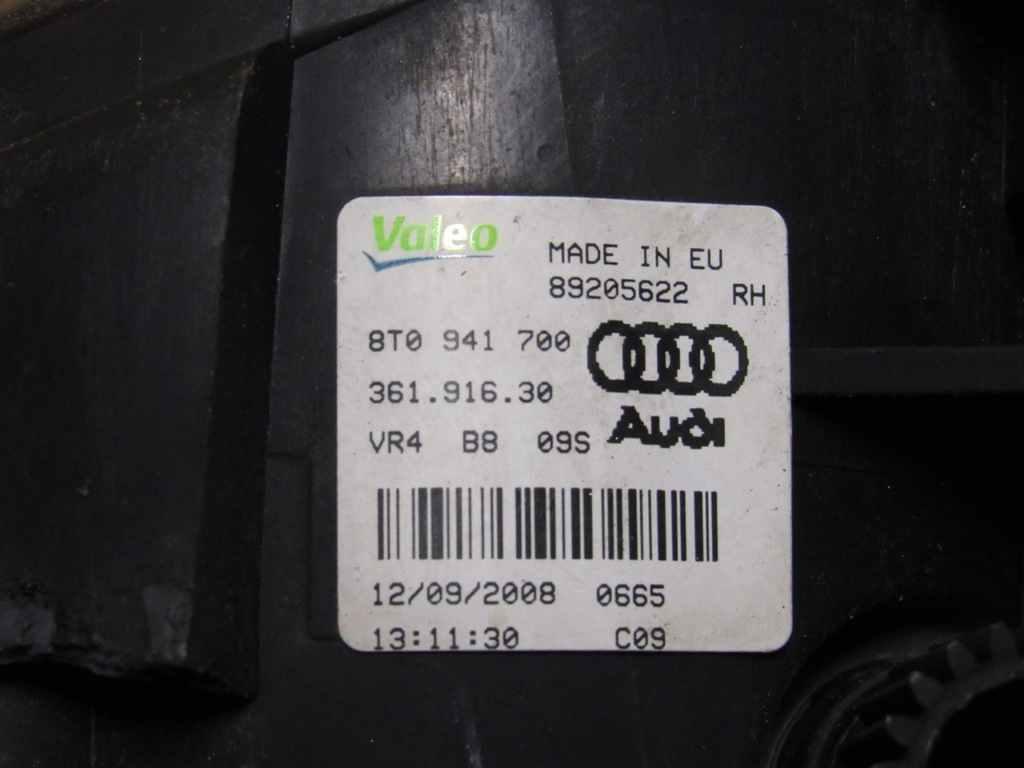 Valeo
MADE IN EU
89205622 RH
8T0 941 700
361.916.30
VR4 B8 09S
Audi
12/09/2008 0665
13:11:30 C09